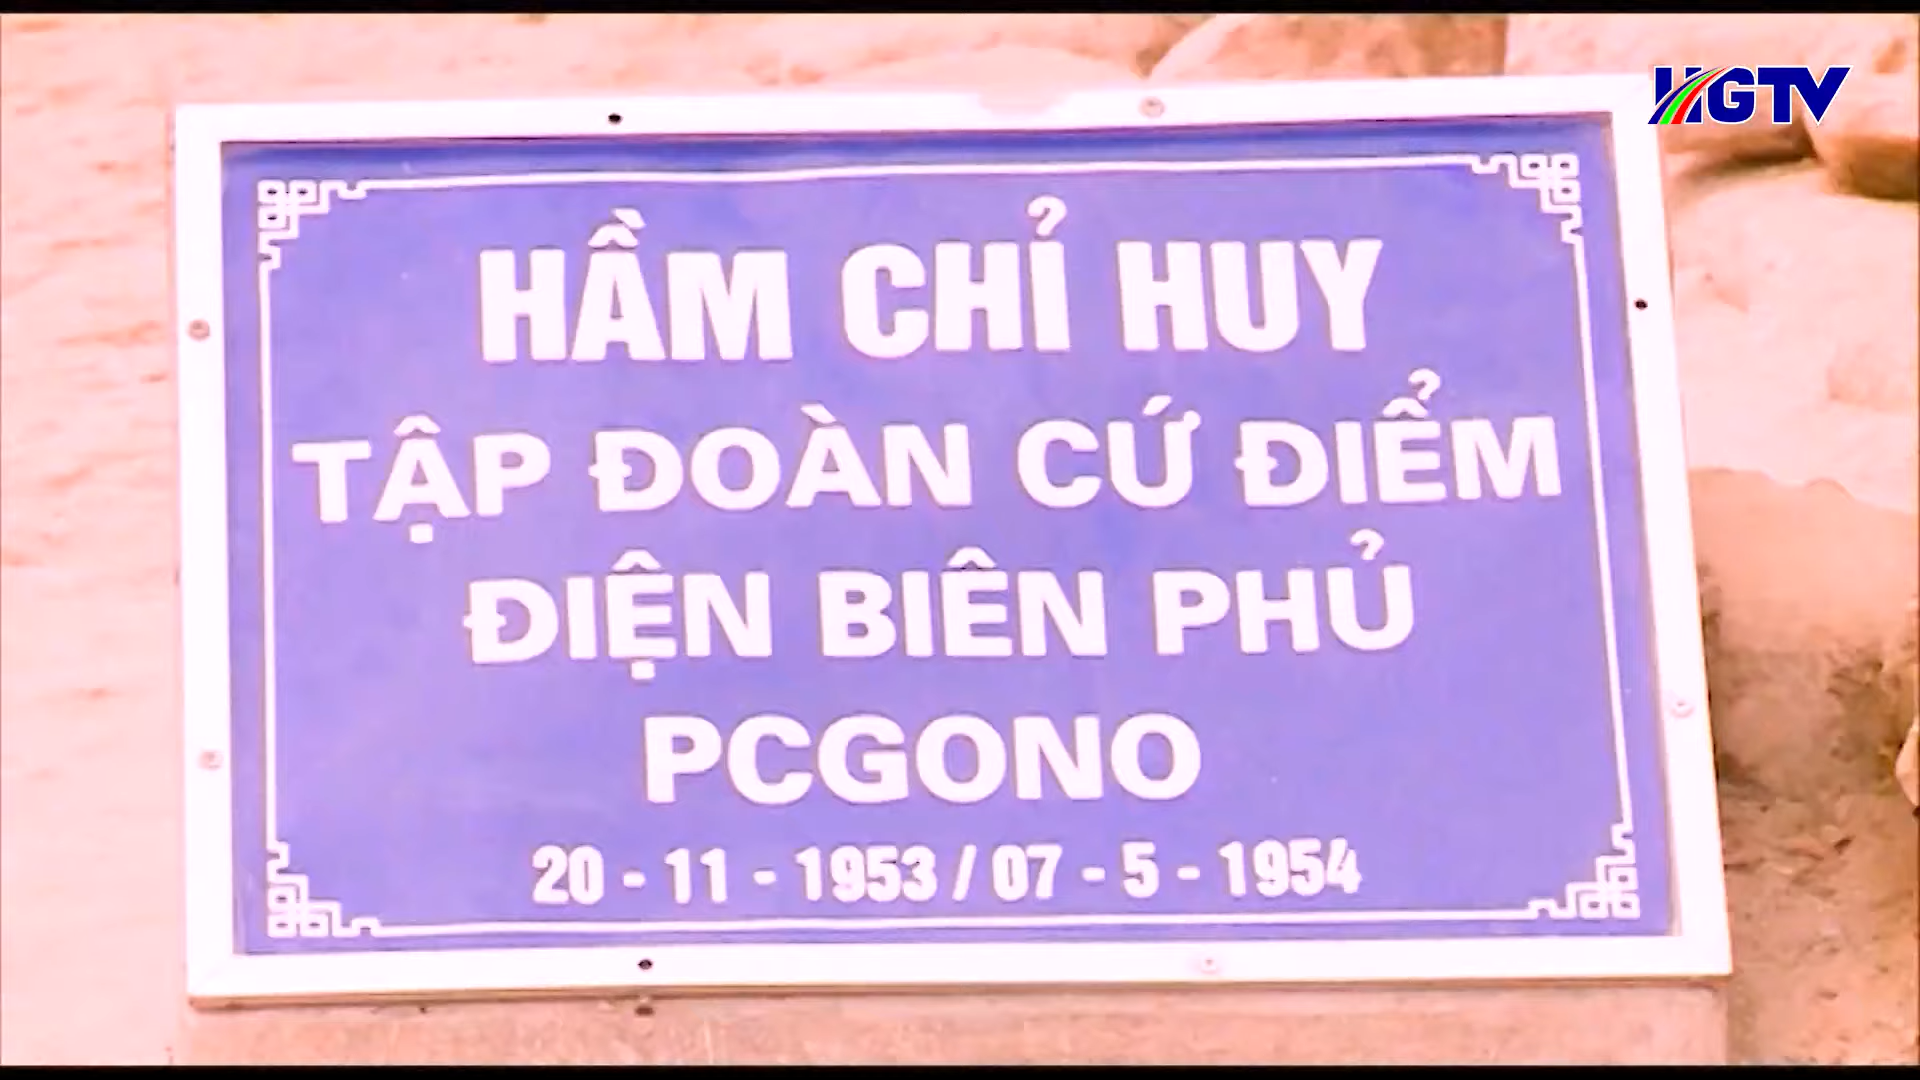 HGTV
HẦM CHỈ HUY
TẬP ĐOÀN CỨ ĐIỂM
ĐIỆN BIÊN PHỦ
PCGONO
20 - 11 - 1953 / 07 - 5 - 1954